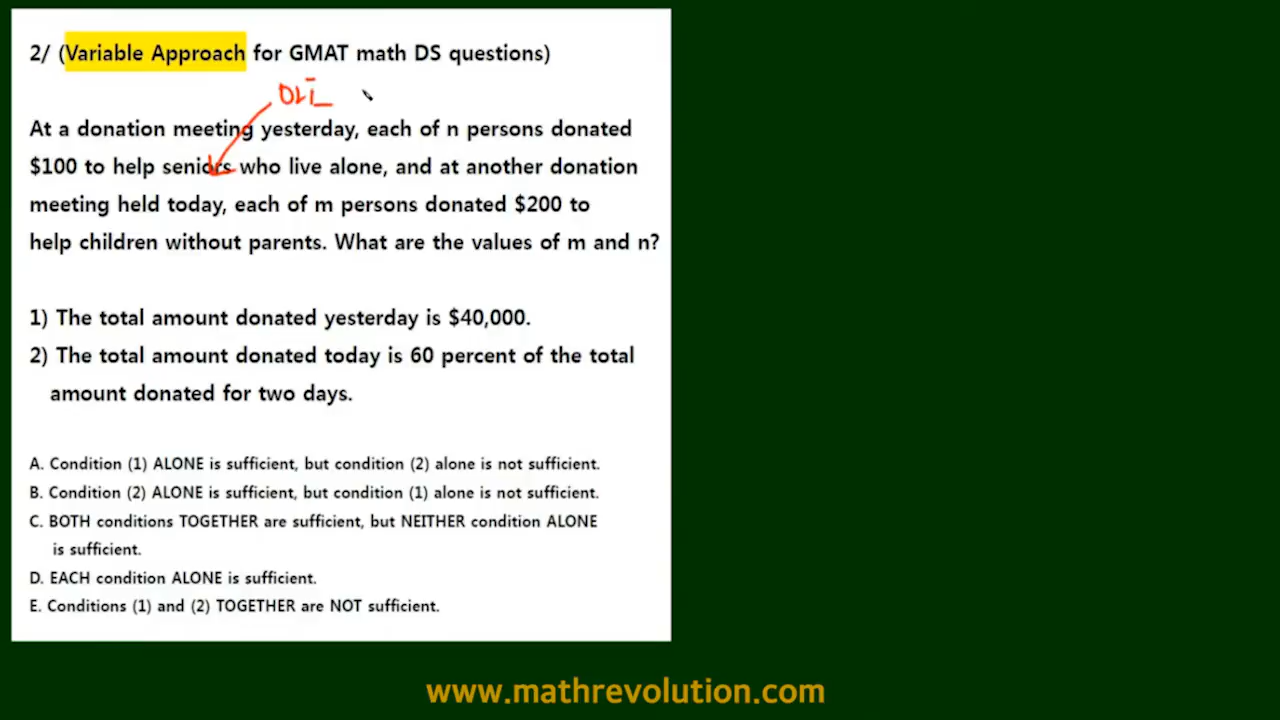 2/ (Variable Approach for GMAT math DS questions)
At a donation meeting yesterday, each of n persons donated
$100 to help seniors who live alone, and at another donation
meeting held today, each of m persons donated $200 to
help children without parents. What are the values of m and n?
1) The total amount donated yesterday is $40,000.
2) The total amount donated today is 60 percent of the total
amount donated for two days.
A. Condition (1) ALONE is sufficient, but condition (2) alone is not sufficient.
B. Condition (2) ALONE is sufficient, but condition (1) alone is not sufficient.
C. BOTH conditions TOGETHER are sufficient, but NEITHER condition ALONE
is sufficient.
D. EACH condition ALONE is sufficient.
E. Conditions (1) and (2) TOGETHER are NOT sufficient.
www.mathrevolution.com